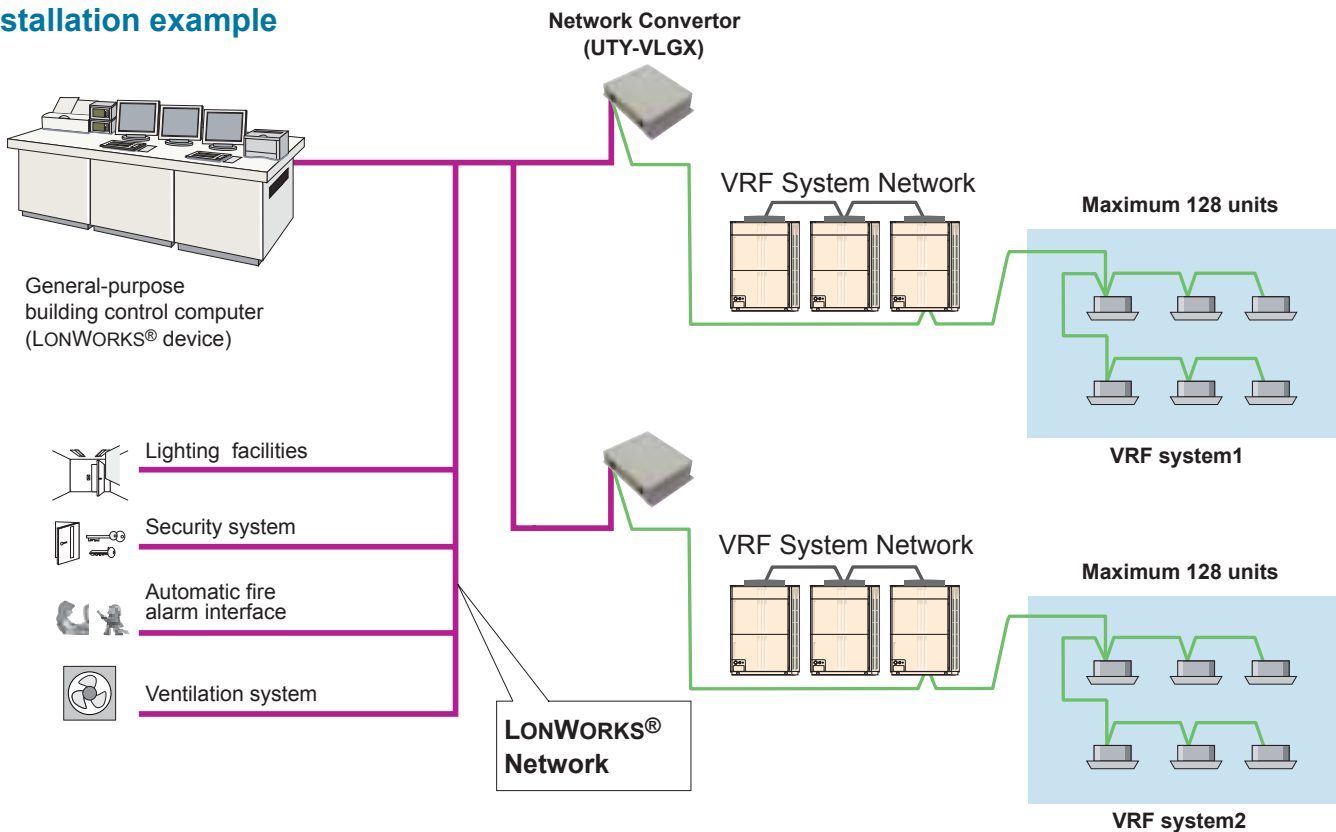 stallation example
Network Convertor
(UTY-VLGX)
VRF System Network
Maximum 128 units
General-purpose
building control computer
(LONWORKS® device)
VRF system1
Lighting facilities
Security system
Automatic fire
alarm interface
Ventilation system
LONWORKS®
Network
VRF System Network
Maximum 128 units
VRF system2